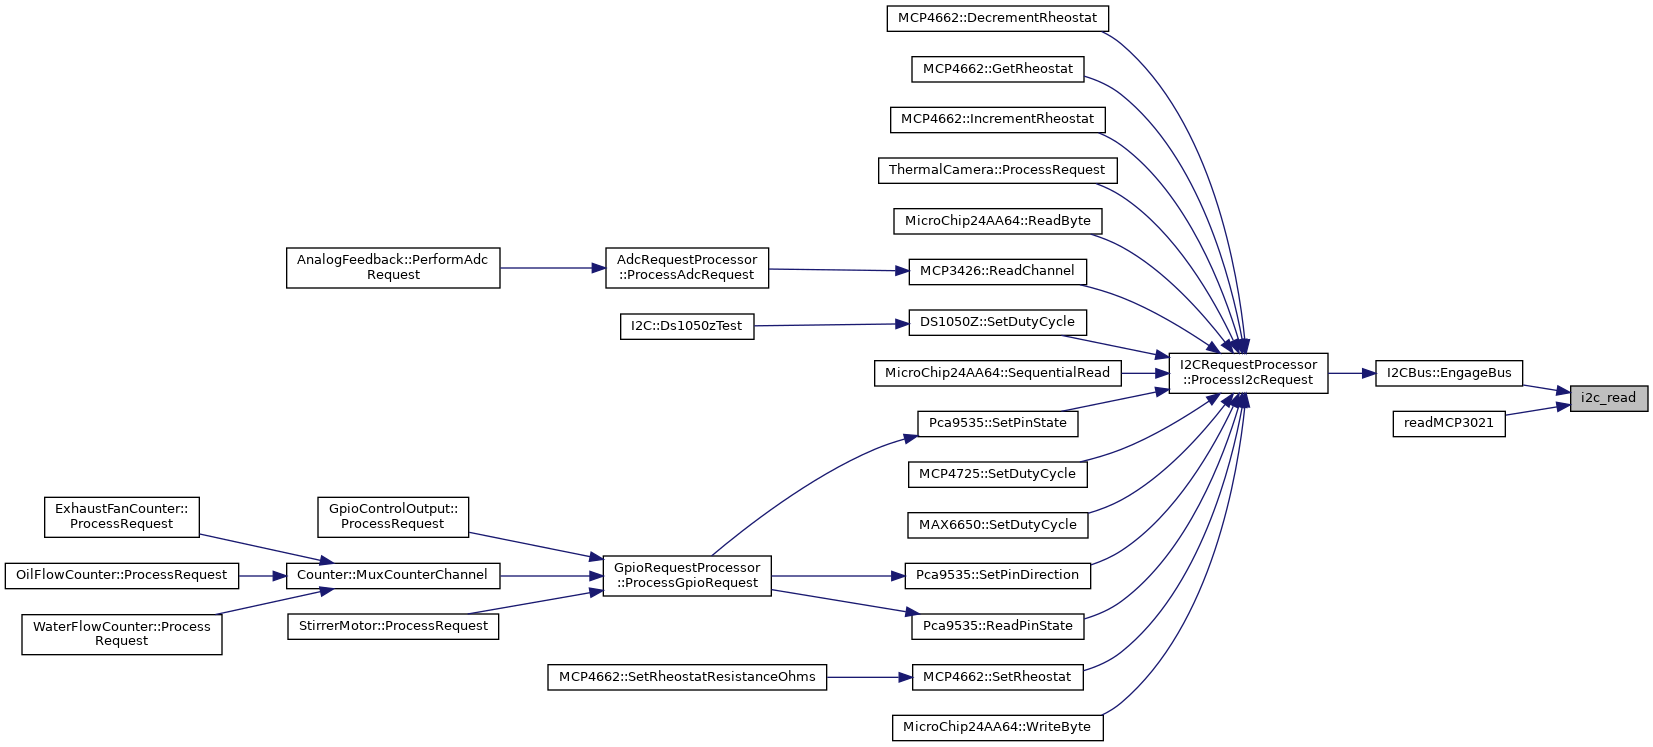 MCP4662::DecrementRheostat
MCP4662::GetRheostat
MCP4662::IncrementRheostat
ThermalCamera::ProcessRequest
MicroChip24AA64::ReadByte
AnalogFeedback::PerformAdc
Request
AdcRequestProcessor
::ProcessAdcRequest
MCP3426::ReadChannel
I2C::Ds1050zTest
DS1050Z::SetDutyCycle
MicroChip24AA64::SequentialRead
I2CRequestProcessor
::ProcessI2cRequest
I2CBus::EngageBus
i2c_read
readMCP3021
Pca9535::SetPinState
MCP4725::SetDutyCycle
MAX6650::SetDutyCycle
ExhaustFanCounter::
ProcessRequest
GpioControlOutput::
ProcessRequest
OilFlowCounter::ProcessRequest
Counter::MuxCounterChannel
GpioRequestProcessor
::ProcessGpioRequest
Pca9535::SetPinDirection
WaterFlowCounter::Process
Request
StirrerMotor::ProcessRequest
Pca9535::ReadPinState
MCP4662::SetRheostatResistanceOhms
MCP4662::SetRheostat
MicroChip24AA64::WriteByte